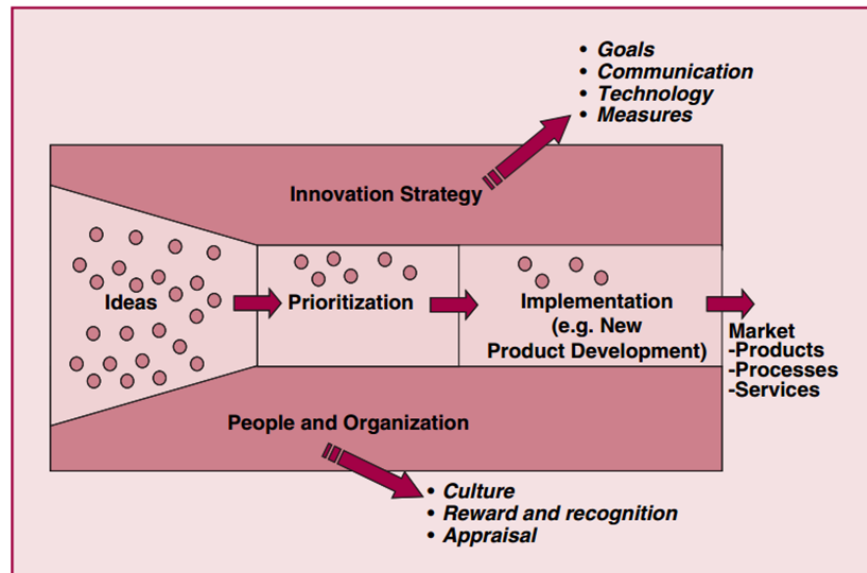 • Goals
• Communication
• Technology
• Measures
Innovation Strategy
Ideas
Prioritization
Implementation
(e.g. New
Product Development)
Market
-Products
-Processes
-Services
People and Organization
• Culture
• Reward and recognition
• Appraisal